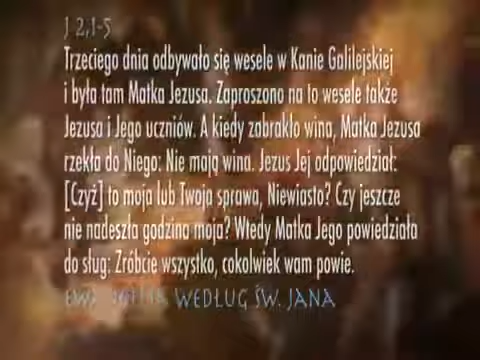 J 2,1-5
Trzeciego dnia odbywało się wesele w Kanie Galilejskiej
i była tam Matka Jezusa. Zaproszono na to wesele także
Jezusa i Jego uczniów. A kiedy zabrakło wina, Matka Jezusa
rzekła do Niego: Nie mają wina. Jezus Jej odpowiedział:
[Czyż] to moja lub Twoja sprawa, Niewiasto? Czy jeszcze
nie nadeszła godzina moja? Wtedy Matka Jego powiedziała
do sług: Zróbcie wszystko, cokolwiek wam powie.
WEDŁUG ŚW. JANA